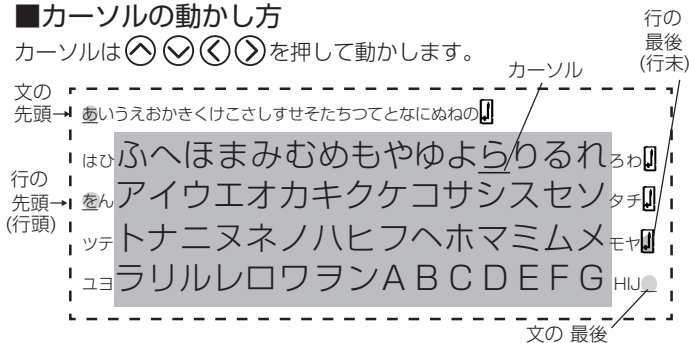 ■カーソルの動かし方
カーソルは を押して動かします。
行の
最後
(行末)
カーソル
文の
先頭→
あいうえおかきくけこさしすせそたちつてとなにぬねの
はひふへほまみむめもやゆよらりるれろわ
行の
先頭→
(行頭)
をんアイウエオカキクケコサシスセソタチ
ツテトナニヌネノハヒフヘホマミムメモヤ
ユヨラリルレロワヲンABCDEFGHIJ
文の 最後